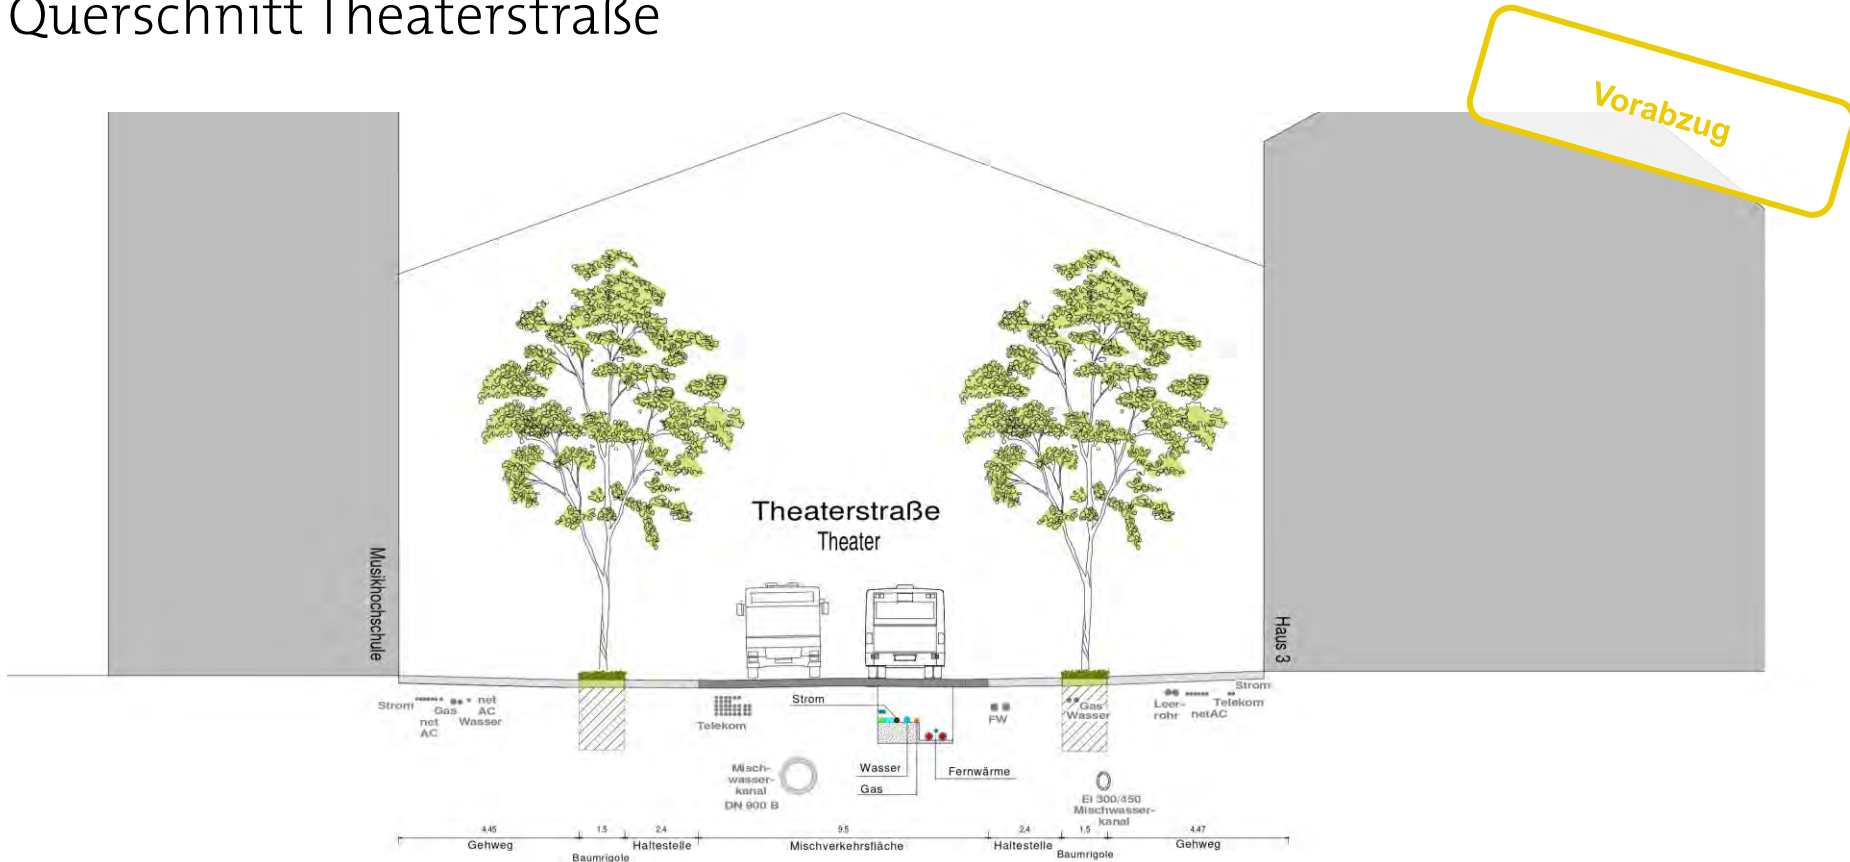 Querschnitt Theaterstraße
Vorabzug
Theaterstraße
Theater
Musikhochschule
Haus 3
Strom
net
AC
Gas
net
AC
Wasser
Telekom
Strom
FW
Gas
Wasser
Leer-
rohr
netAC
Telekom
Strom
Misch-
wasser-
kanal
DN 900 B
Wasser
Gas
Fernwärme
EI 300/450
Mischwasser-
kanal
4.45
1.5
2.4
9.5
2.4
1.5
4.47
Gehweg
Baumrigole
Haltestelle
Mischverkehrsfläche
Haltestelle
Baumrigole
Gehweg